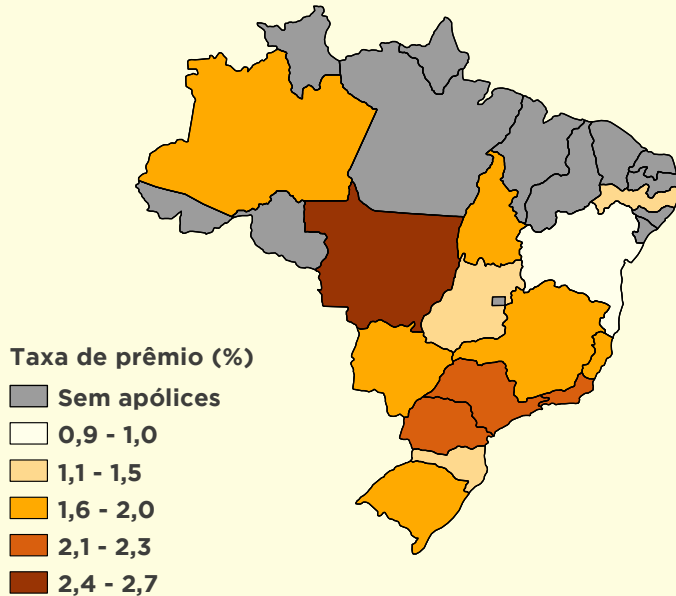 Taxa de prêmio (%)
Sem apólices
0,9 - 1,0
1,1 - 1,5
1,6 - 2,0
2,1 - 2,3
2,4 - 2,7